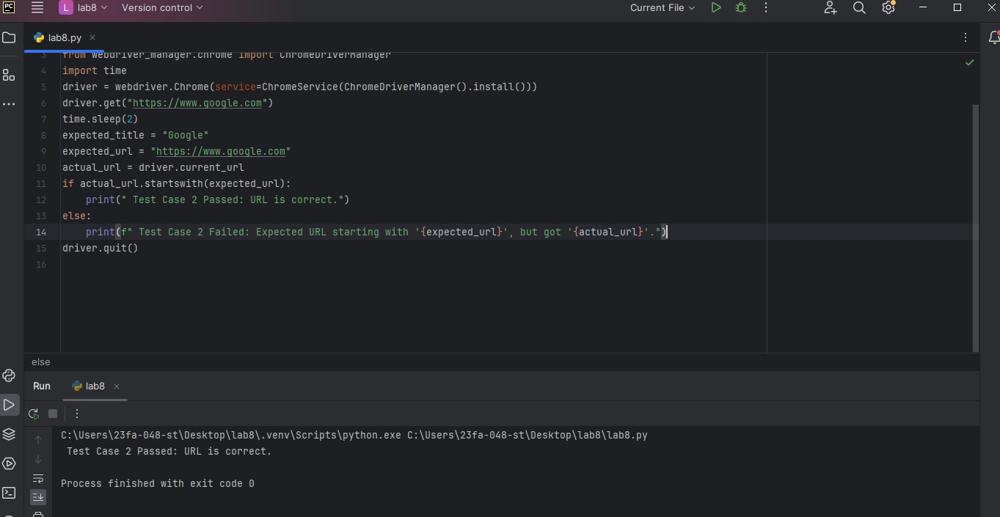 PC L lab8 Version control Current File
lab8.py
3 from webdriver_manager.chrome import ChromeDriverManager
4 import time
5 driver = webdriver.Chrome(service=ChromeService(ChromeDriverManager().install()))
6 driver.get("https://www.google.com")
7 time.sleep(2)
8 expected_title = "Google"
9 expected_url = "https://www.google.com"
10 actual_url = driver.current_url
11 if actual_url.startswith(expected_url):
12     print(" Test Case 2 Passed: URL is correct.")
13 else:
14     print(f" Test Case 2 Failed: Expected URL starting with '{expected_url}', but got '{actual_url}'.")
15 driver.quit()
16
else
Run lab8
C:\Users\23fa-048-st\Desktop\lab8\.venv\Scripts\python.exe C:\Users\23fa-048-st\Desktop\lab8\lab8.py
 Test Case 2 Passed: URL is correct.
Process finished with exit code 0